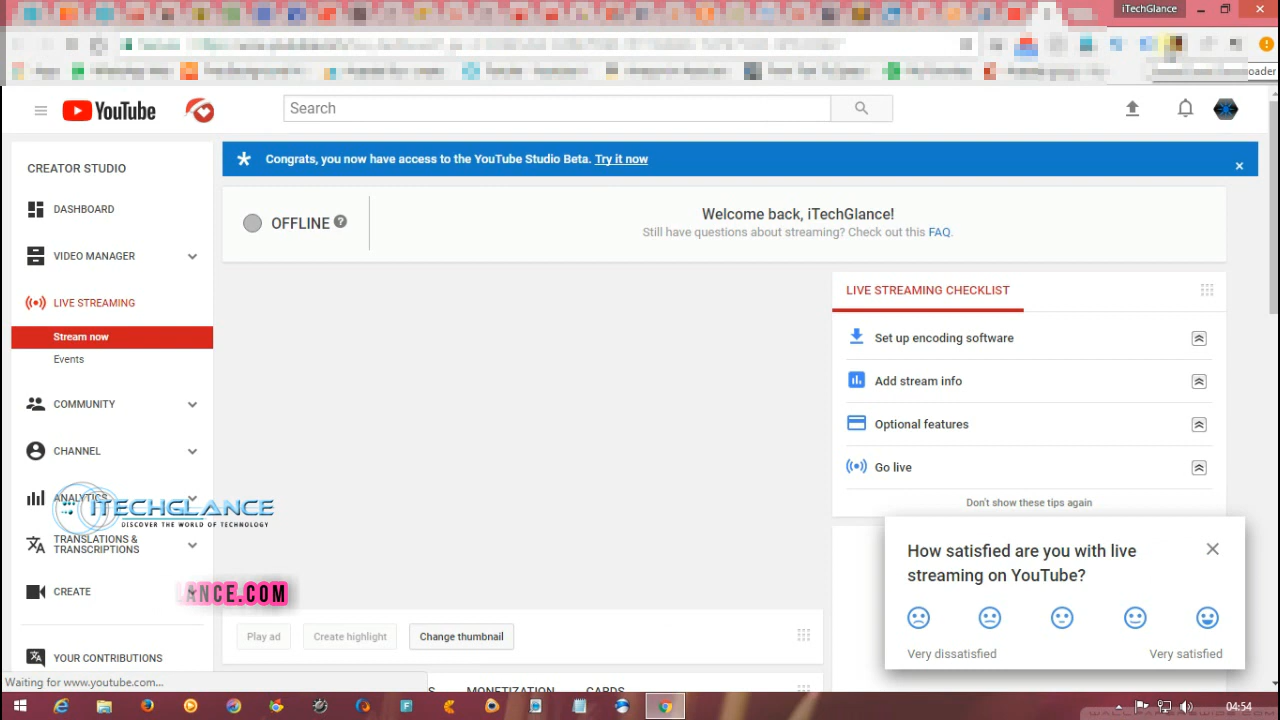 iTechGlance
YouTube
Search
CREATOR STUDIO
Congrats, you now have access to the YouTube Studio Beta. Try it now
DASHBOARD
OFFLINE
Welcome back, iTechGlance!
Still have questions about streaming? Check out this FAQ.
VIDEO MANAGER
LIVE STREAMING
Stream now
Events
LIVE STREAMING CHECKLIST
Set up encoding software
Add stream info
Optional features
Go live
Don't show these tips again
COMMUNITY
CHANNEL
ANALYTICS
iTECHGLANCE
DISCOVER THE WORLD OF TECHNOLOGY
TRANSLATIONS &
TRANSCRIPTIONS
CREATE
ANCE.COM
YOUR CONTRIBUTIONS
How satisfied are you with live
streaming on YouTube?
Very dissatisfied
Very satisfied
Play ad
Create highlight
Change thumbnail
MONETIZATION
CARDS
Waiting for www.youtube.com...
04:54